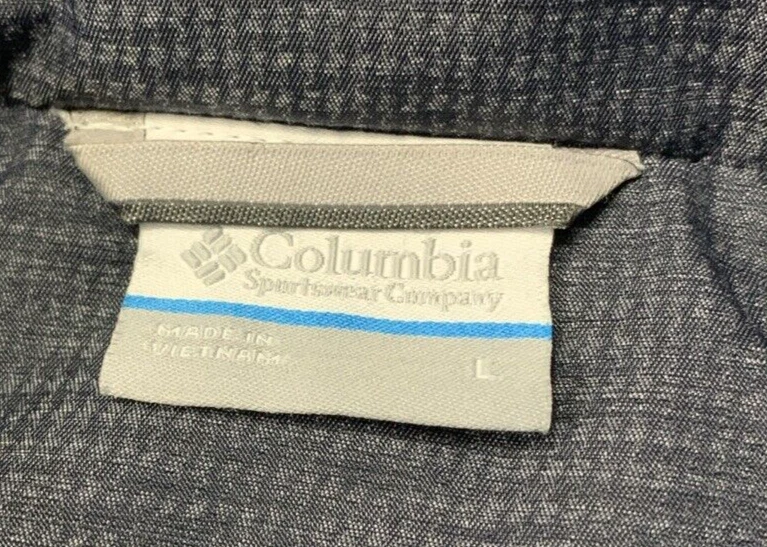 Columbia
Sportswear Company
MADE IN
VIETNAM
L